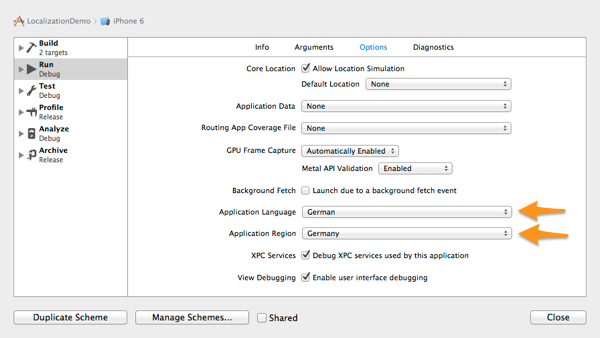 LocalizationDemo iPhone 6
Build
2 targets
Run
Debug
Test
Debug
Profile
Release
Analyze
Debug
Archive
Release
Info Arguments Options Diagnostics
Core Location Allow Location Simulation
Default Location None
Application Data None
Routing App Coverage File None
GPU Frame Capture Automatically Enabled
Metal API Validation Enabled
Background Fetch Launch due to a background fetch event
Application Language German
Application Region Germany
XPC Services Debug XPC services used by this application
View Debugging Enable user interface debugging
Duplicate Scheme Manage Schemes... Shared Close